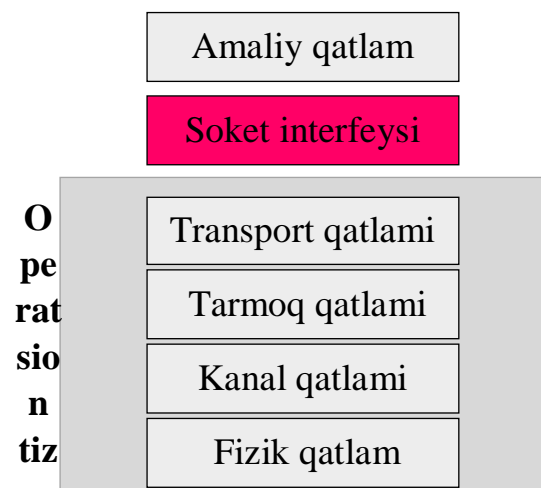 Amaliy qatlam
Soket interfeysi
O
pe
rat
sio
n
tiz
Transport qatlami
Tarmoq qatlami
Kanal qatlami
Fizik qatlam